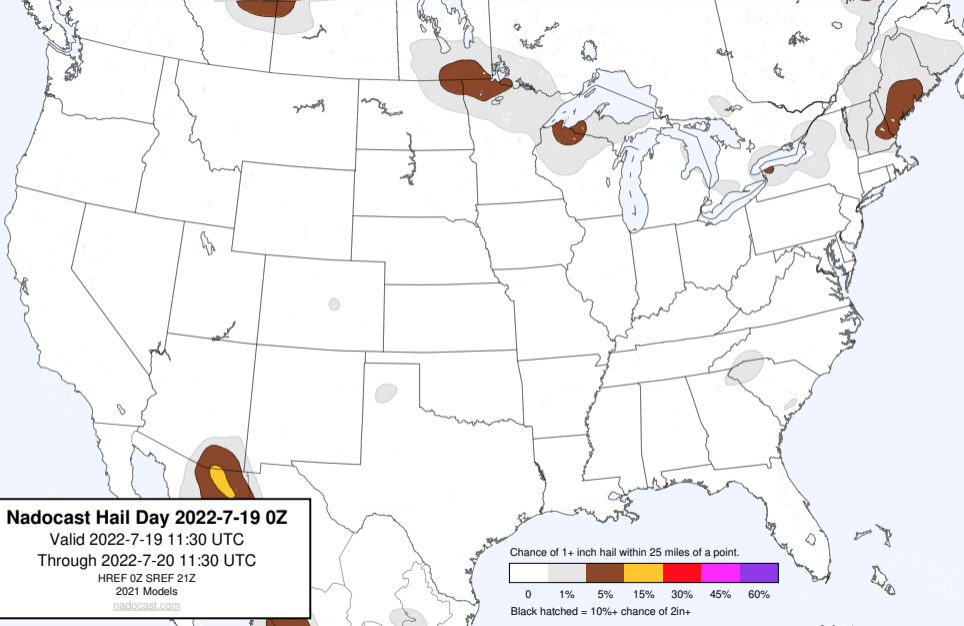 Nadocast Hail Day 2022-7-19 0Z
Valid 2022-7-19 11:30 UTC
Through 2022-7-20 11:30 UTC
HREF 0Z SREF 21Z
2021 Models
nadocast.com
Chance of 1+ inch hail within 25 miles of a point.
0 1% 5% 15% 30% 45% 60%
Black hatched = 10%+ chance of 2in+